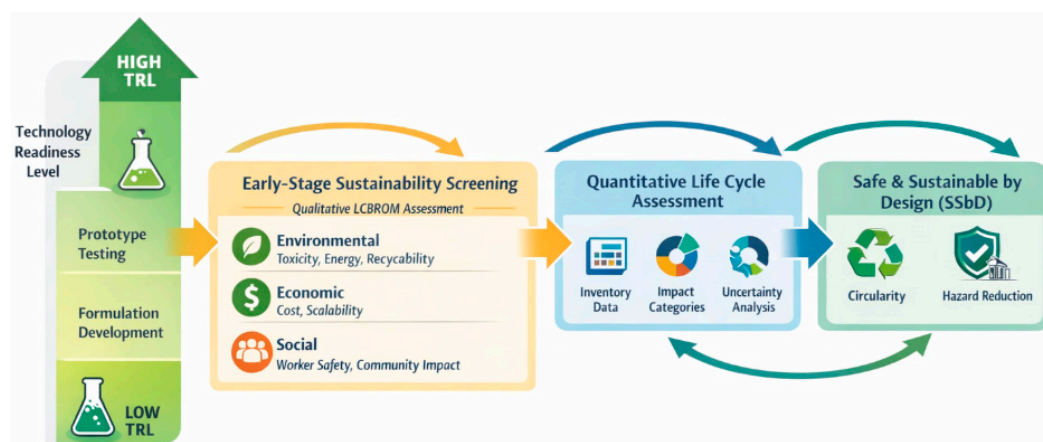 HIGH
TRL
Technology
Readiness
Level
Prototype
Testing
Formulation
Development
LOW
TRL
Early-Stage Sustainability Screening
Qualitative LCBROM Assessment
Environmental
Toxicity, Energy, Recycability
Economic
Cost, Scalability
Social
Worker Safety, Community Impact
Quantitative Life Cycle
Assessment
Inventory
Data
Impact
Categories
Uncertainty
Analysis
Safe & Sustainable by
Design (SSbD)
Circularity
Hazard Reduction